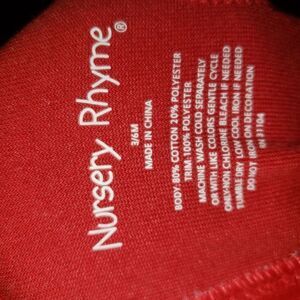 Nursery Rhyme®
3/6M
MADE IN CHINA
BODY: 80% COTTON 20% POLYESTER
TRIM: 100% POLYESTER
MACHINE WASH COLD SEPARATELY
OR WITH LIKE COLORS GENTLE CYCLE
ONLY-NON CHLORINE BLEACH IF NEEDED
TUMBLE DRY LOW COOL IRON IF NEEDED
DO NOT IRON ON DECORATION
RN 31104